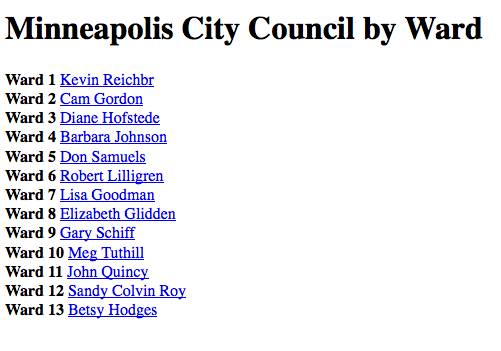 Minneapolis City Council by Ward
Ward 1 Kevin Reichbr
Ward 2 Cam Gordon
Ward 3 Diane Hofstede
Ward 4 Barbara Johnson
Ward 5 Don Samuels
Ward 6 Robert Lilligren
Ward 7 Lisa Goodman
Ward 8 Elizabeth Glidden
Ward 9 Gary Schiff
Ward 10 Meg Tuthill
Ward 11 John Quincy
Ward 12 Sandy Colvin Roy
Ward 13 Betsy Hodges